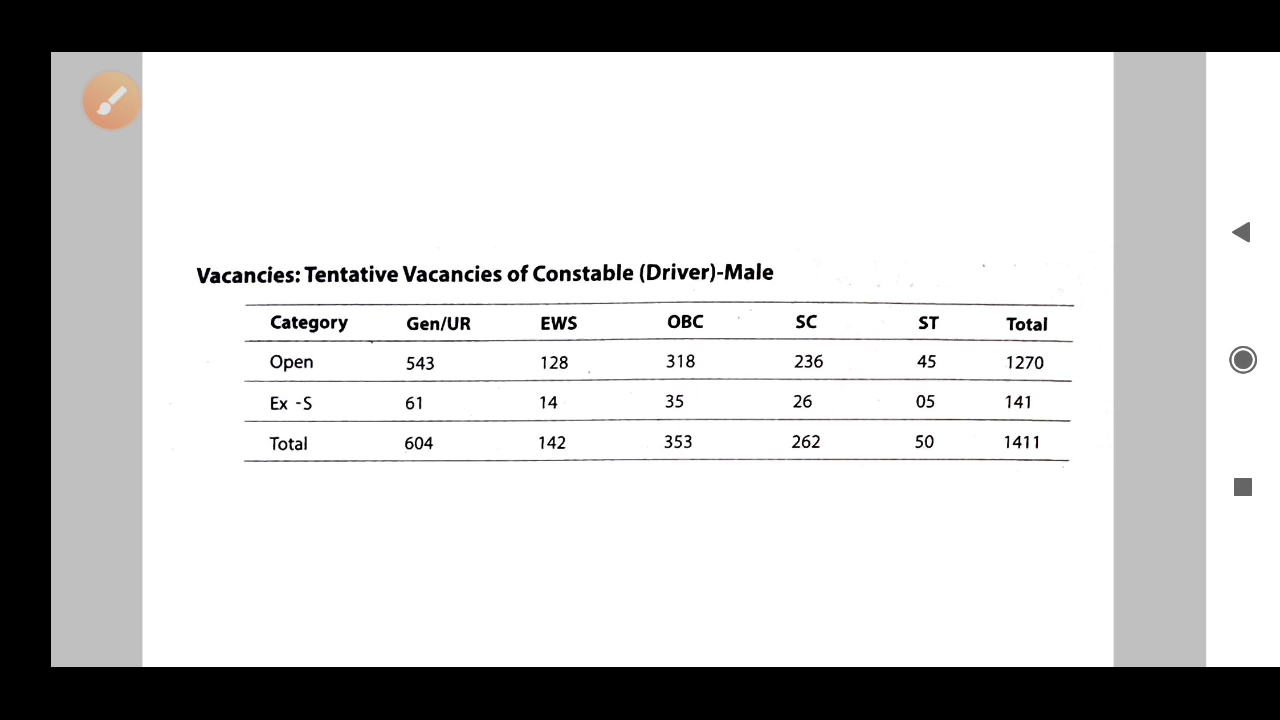 Vacancies: Tentative Vacancies of Constable (Driver)-Male
Category Gen/UR EWS OBC SC ST Total
Open 543 128 318 236 45 1270
Ex -S 61 14 35 26 05 141
Total 604 142 353 262 50 1411